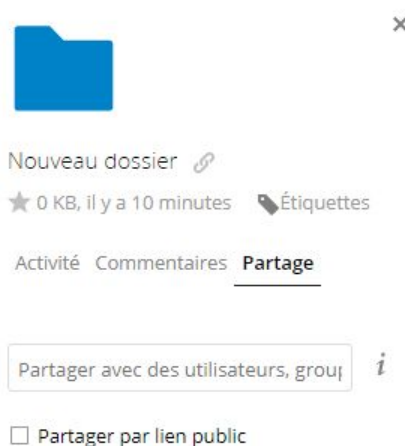 Nouveau dossier
0 KB, il y a 10 minutes Étiquettes
Activité Commentaires Partage
Partager avec des utilisateurs, group
i
Partager par lien public